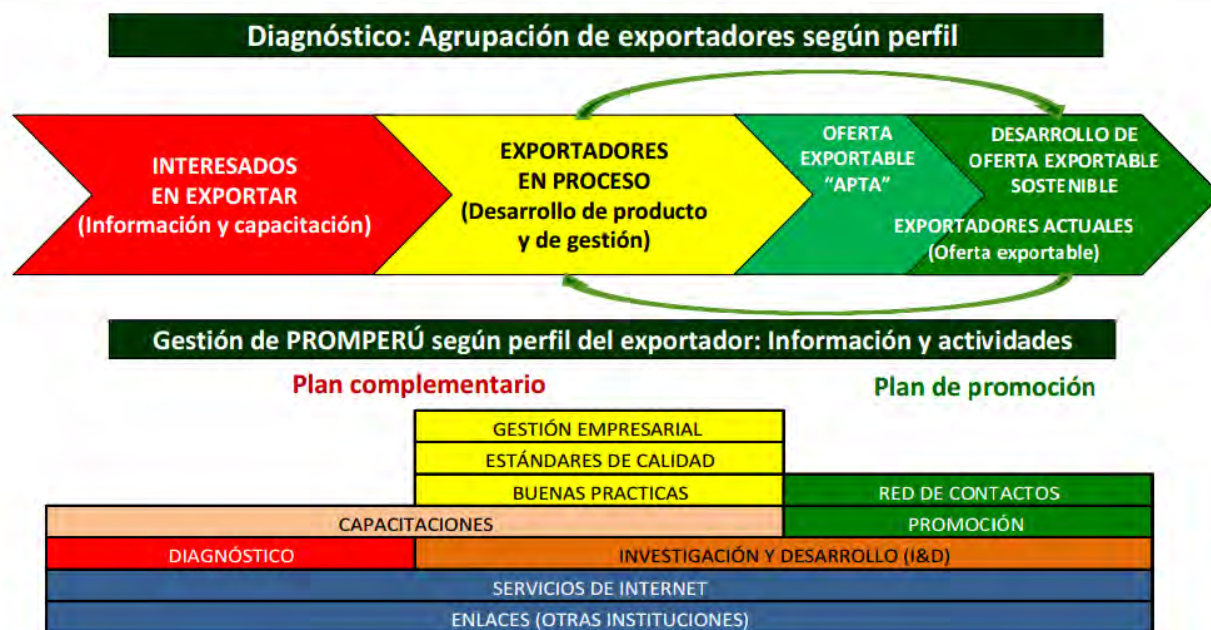 Diagnóstico: Agrupación de exportadores según perfil
INTERESADOS
EN EXPORTAR
(Información y capacitación)
EXPORTADORES
EN PROCESO
(Desarrollo de producto
y de gestión)
OFERTA
EXPORTABLE
“APTA”
DESARROLLO DE
OFERTA EXPORTABLE
SOSTENIBLE
EXPORTADORES ACTUALES
(Oferta exportable)
Gestión de PROMPERÚ según perfil del exportador: Información y actividades
Plan complementario
Plan de promoción
GESTIÓN EMPRESARIAL
ESTÁNDARES DE CALIDAD
BUENAS PRACTICAS
RED DE CONTACTOS
CAPACITACIONES
PROMOCIÓN
DIAGNÓSTICO
INVESTIGACIÓN Y DESARROLLO (I&D)
SERVICIOS DE INTERNET
ENLACES (OTRAS INSTITUCIONES)